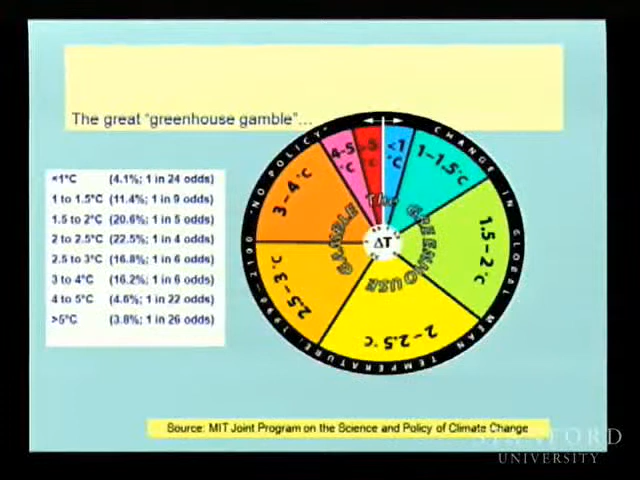 The great "greenhouse gamble"...
<1°C (4.1%; 1 in 24 odds)
1 to 1.5°C (11.4%; 1 in 9 odds)
1.5 to 2°C (20.6%; 1 in 5 odds)
2 to 2.5°C (22.5%; 1 in 4 odds)
2.5 to 3°C (16.8%; 1 in 6 odds)
3 to 4°C (16.2%; 1 in 6 odds)
4 to 5°C (4.6%; 1 in 22 odds)
>5°C (3.8%; 1 in 26 odds)
"NO POLICY"
CHANGE IN GLOBAL MEAN TEMPERATURE: 1990-2100
4-5 °C
>5 °C
<1 °C
1-1.5°C
1.5-2°C
2-2.5°C
2.5-3°C
3-4°C
The GREENHOUSE GAMBLE
ΔT
Source: MIT Joint Program on the Science and Policy of Climate Change
STANFORD
UNIVERSITY